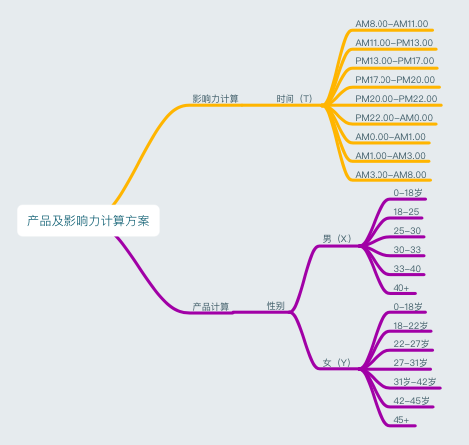 产品及影响力计算方案
影响力计算
时间（T）
AM8.00-AM11.00
AM11.00-PM13.00
PM13.00-PM17.00
PM17.00-PM20.00
PM20.00-PM22.00
PM22.00-AM0.00
AM0.00-AM1.00
AM1.00-AM3.00
AM3.00-AM8.00
产品计算
性别
男（X）
0-18岁
18-25
25-30
30-33
33-40
40+
女（Y）
0-18岁
18-22岁
22-27岁
27-31岁
31岁-42岁
42-45岁
45+